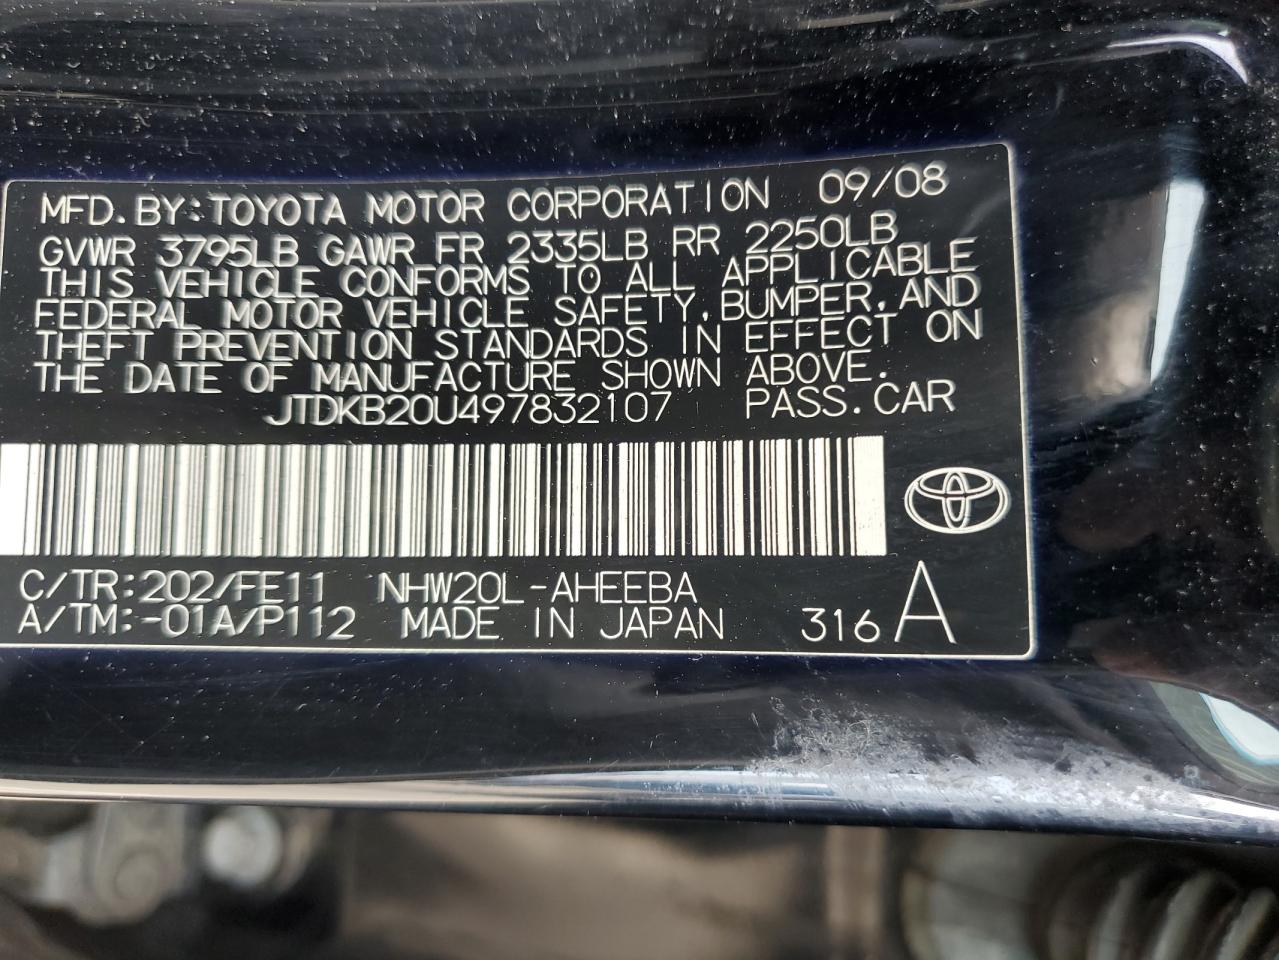 MFD. BY: TOYOTA MOTOR CORPORATION 09/08
GVWR 3795LB GAWR FR 2335LB RR 2250LB
THIS VEHICLE CONFORMS TO ALL APPLICABLE
FEDERAL MOTOR VEHICLE SAFETY, BUMPER, AND
THEFT PREVENTION STANDARDS IN EFFECT ON
THE DATE OF MANUFACTURE SHOWN ABOVE.
JTDKB20U497832107 PASS. CAR
C/TR:202/FE11 NHW20L-AHEEBA
A/TM:-01A/P112 MADE IN JAPAN 316 A